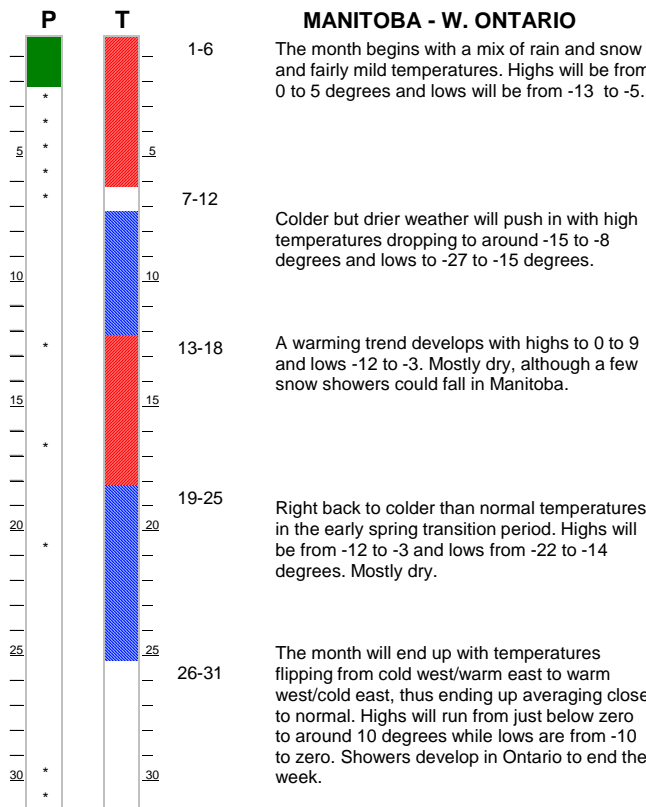 P T MANITOBA - W. ONTARIO
1-6
The month begins with a mix of rain and snow
and fairly mild temperatures. Highs will be from
0 to 5 degrees and lows will be from -13 to -5.
*
*
*
5 5
*
*
7-12
Colder but drier weather will push in with high
temperatures dropping to around -15 to -8
degrees and lows to -27 to -15 degrees.
10 10
*
13-18
A warming trend develops with highs to 0 to 9
and lows -12 to -3. Mostly dry, although a few
snow showers could fall in Manitoba.
15 15
*
19-25
Right back to colder than normal temperatures
in the early spring transition period. Highs will
be from -12 to -3 and lows from -22 to -14
degrees. Mostly dry.
20 20
*
25 25
26-31
The month will end up with temperatures
flipping from cold west/warm east to warm
west/cold east, thus ending up averaging close
to normal. Highs will run from just below zero
to around 10 degrees while lows are from -10
to zero. Showers develop in Ontario to end the
week.
*
30 30
*